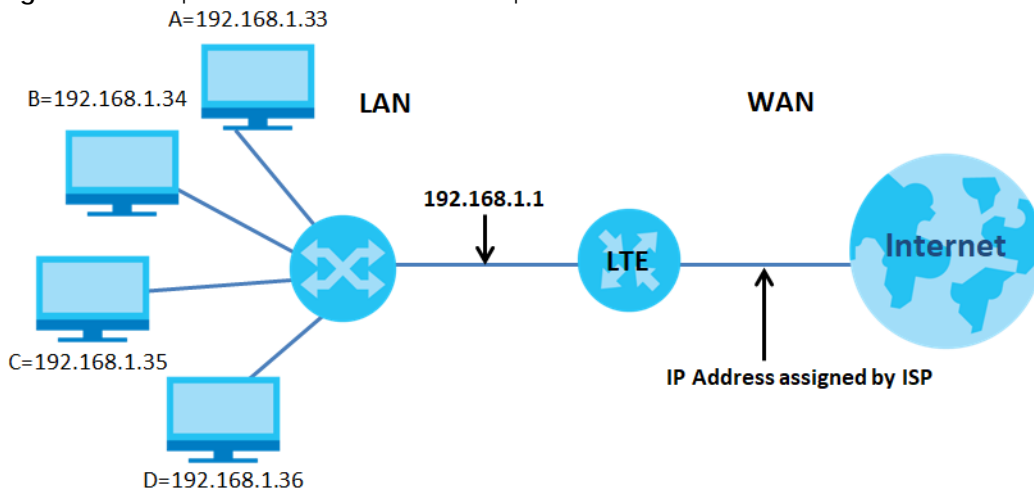 A=192.168.1.33
B=192.168.1.34
LAN
WAN
192.168.1.1
LTE
Internet
C=192.168.1.35
IP Address assigned by ISP
D=192.168.1.36